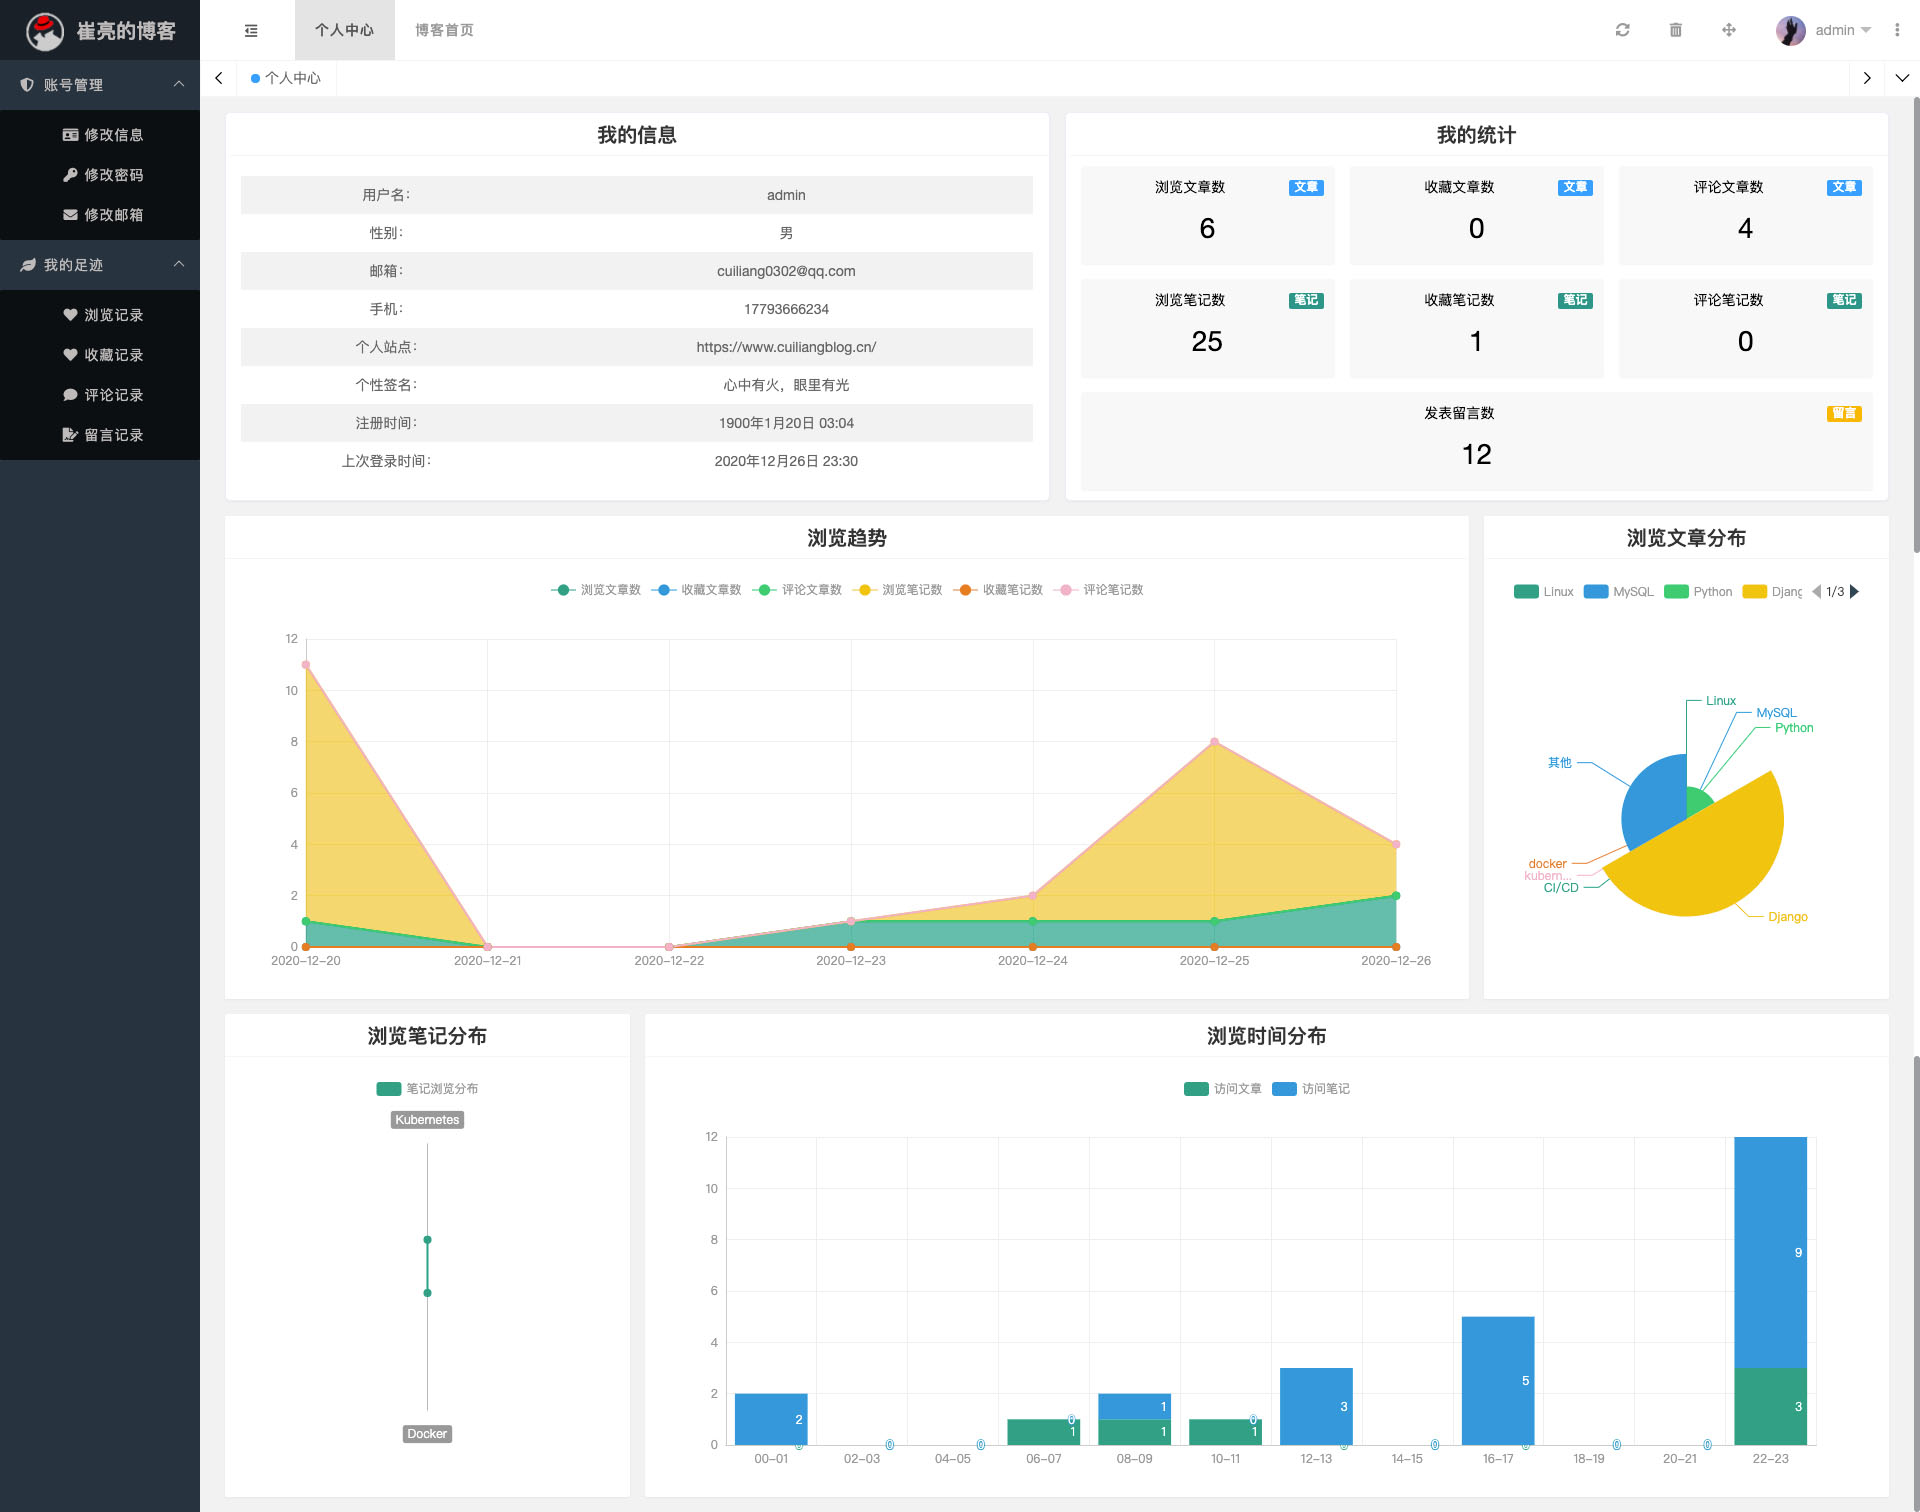 崔亮的博客
个人中心
博客首页
admin
账号管理
修改信息
修改密码
修改邮箱
我的足迹
浏览记录
收藏记录
评论记录
留言记录
个人中心
我的信息
用户名： admin
性别： 男
邮箱： cuiliang0302@qq.com
手机： 17793666234
个人站点： https://www.cuiliangblog.cn/
个性签名： 心中有火，眼里有光
注册时间： 1900年1月20日 03:04
上次登录时间： 2020年12月26日 23:30
我的统计
浏览文章数 文章
6
收藏文章数 文章
0
评论文章数 文章
4
浏览笔记数 笔记
25
收藏笔记数 笔记
1
评论笔记数 笔记
0
发表留言数 留言
12
浏览趋势
浏览文章数 收藏文章数 评论文章数 浏览笔记数 收藏笔记数 评论笔记数
12
10
8
6
4
2
0
2020-12-20 2020-12-21 2020-12-22 2020-12-23 2020-12-24 2020-12-25 2020-12-26
浏览文章分布
Linux MySQL Python Djang 1/3
Linux
MySQL
Python
其他
docker
kubern...
CI/CD
Django
浏览笔记分布
笔记浏览分布
Kubernetes
Docker
浏览时间分布
访问文章 访问笔记
12
10
8
6
4
2
0
2 0
0
0
0 1
1 1
0 1
3 0
0
5 0
0
0
9 3
00-01 02-03 04-05 06-07 08-09 10-11 12-13 14-15 16-17 18-19 20-21 22-23